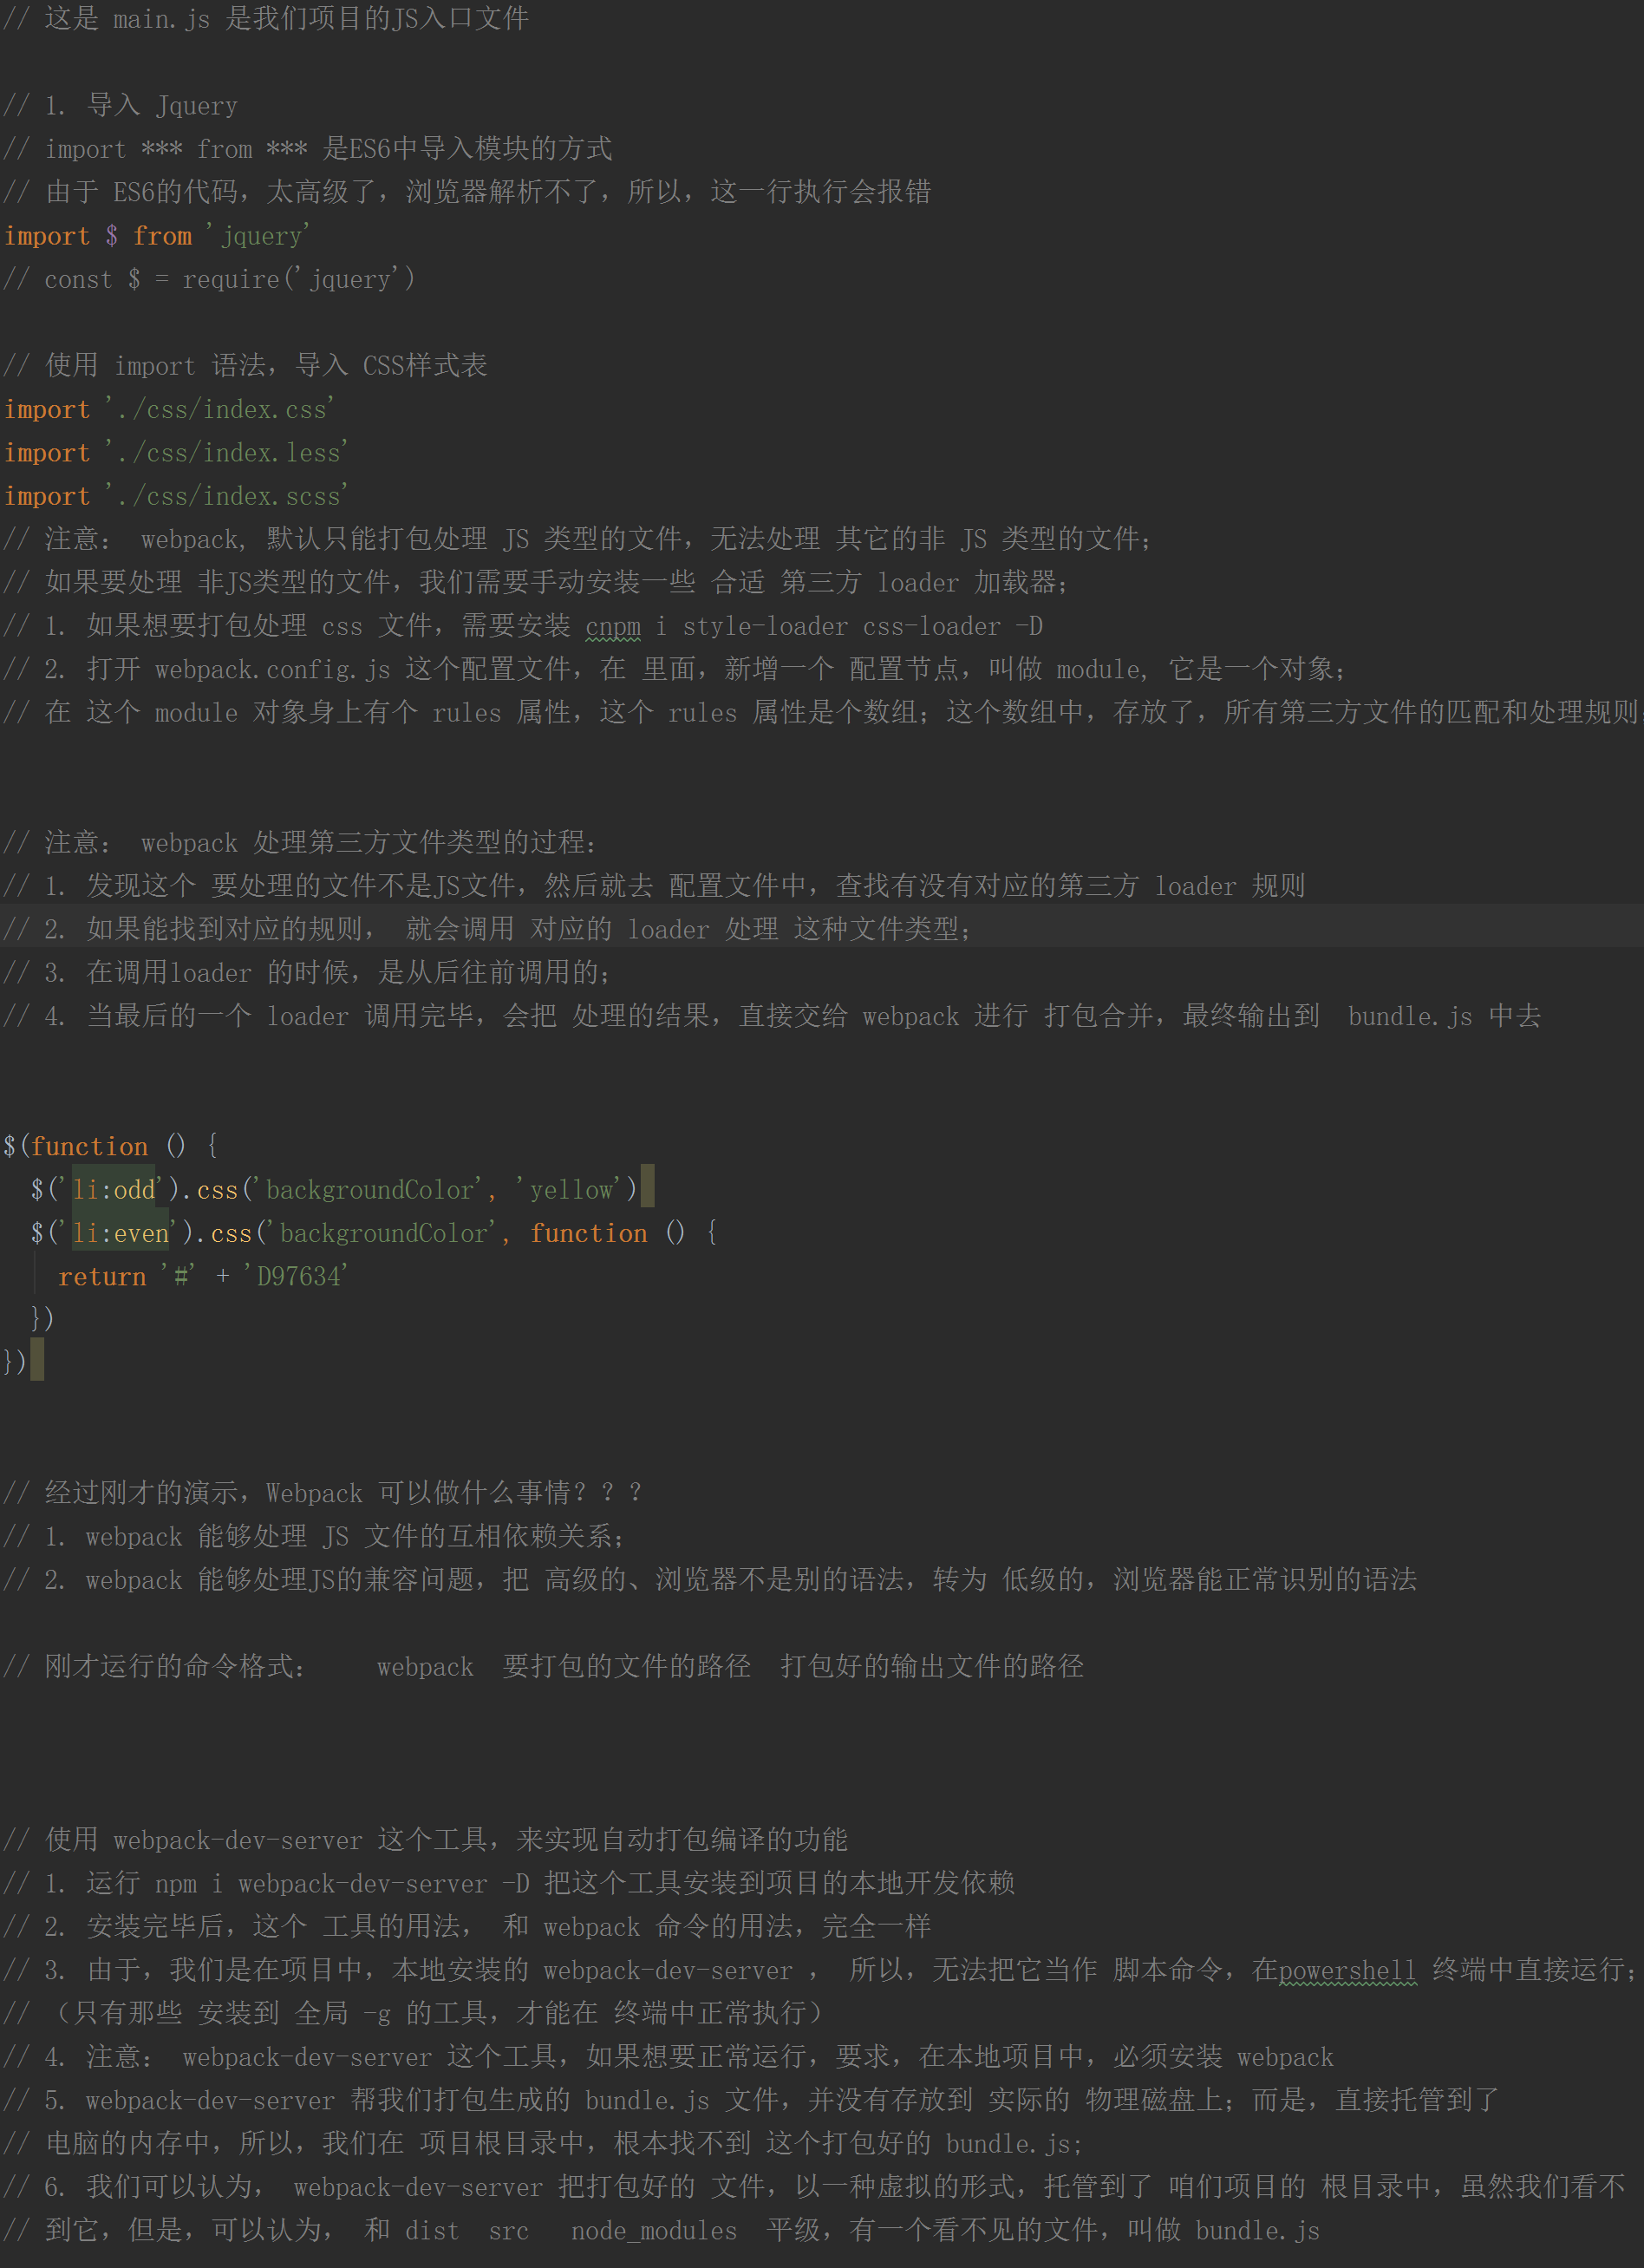 // 这是 main.js 是我们项目的JS入口文件
// 1. 导入 Jquery
// import *** from *** 是ES6中导入模块的方式
// 由于 ES6的代码，太高级了，浏览器解析不了，所以，这一行执行会报错
import $ from 'jquery'
// const $ = require('jquery')
// 使用 import 语法，导入 CSS样式表
import './css/index.css'
import './css/index.less'
import './css/index.scss'
// 注意： webpack, 默认只能打包处理 JS 类型的文件，无法处理 其它的非 JS 类型的文件；
// 如果要处理 非JS类型的文件，我们需要手动安装一些 合适 第三方 loader 加载器；
// 1. 如果想要打包处理 css 文件，需要安装 cnpm i style-loader css-loader -D
// 2. 打开 webpack.config.js 这个配置文件，在 里面，新增一个 配置节点，叫做 module, 它是一个对象；
// 在 这个 module 对象身上有个 rules 属性，这个 rules 属性是个数组；这个数组中，存放了，所有第三方文件的匹配和处理规则；
// 注意： webpack 处理第三方文件类型的过程：
// 1. 发现这个 要处理的文件不是JS文件，然后就去 配置文件中，查找有没有对应的第三方 loader 规则
// 2. 如果能找到对应的规则， 就会调用 对应的 loader 处理 这种文件类型；
// 3. 在调用loader 的时候，是从后往前调用的；
// 4. 当最后的一个 loader 调用完毕，会把 处理的结果，直接交给 webpack 进行 打包合并，最终输出到  bundle.js 中去
$(function () {
  $('li:odd').css('backgroundColor', 'yellow')
  $('li:even').css('backgroundColor', function () {
    return '#' + 'D97634'
  })
})
// 经过刚才的演示，Webpack 可以做什么事情？？？
// 1. webpack 能够处理 JS 文件的互相依赖关系；
// 2. webpack 能够处理JS的兼容问题，把 高级的、浏览器不是别的语法，转为 低级的，浏览器能正常识别的语法
// 刚才运行的命令格式：    webpack  要打包的文件的路径  打包好的输出文件的路径
// 使用 webpack-dev-server 这个工具，来实现自动打包编译的功能
// 1. 运行 npm i webpack-dev-server -D 把这个工具安装到项目的本地开发依赖
// 2. 安装完毕后，这个 工具的用法， 和 webpack 命令的用法，完全一样
// 3. 由于，我们是在项目中，本地安装的 webpack-dev-server ， 所以，无法把它当作 脚本命令，在powershell 终端中直接运行；
// （只有那些 安装到 全局 -g 的工具，才能在 终端中正常执行）
// 4. 注意： webpack-dev-server 这个工具，如果想要正常运行，要求，在本地项目中，必须安装 webpack
// 5. webpack-dev-server 帮我们打包生成的 bundle.js 文件，并没有存放到 实际的 物理磁盘上；而是，直接托管到了
// 电脑的内存中，所以，我们在 项目根目录中，根本找不到 这个打包好的 bundle.js;
// 6. 我们可以认为， webpack-dev-server 把打包好的 文件，以一种虚拟的形式，托管到了 咱们项目的 根目录中，虽然我们看不
// 到它，但是，可以认为， 和 dist  src   node_modules  平级，有一个看不见的文件，叫做 bundle.js